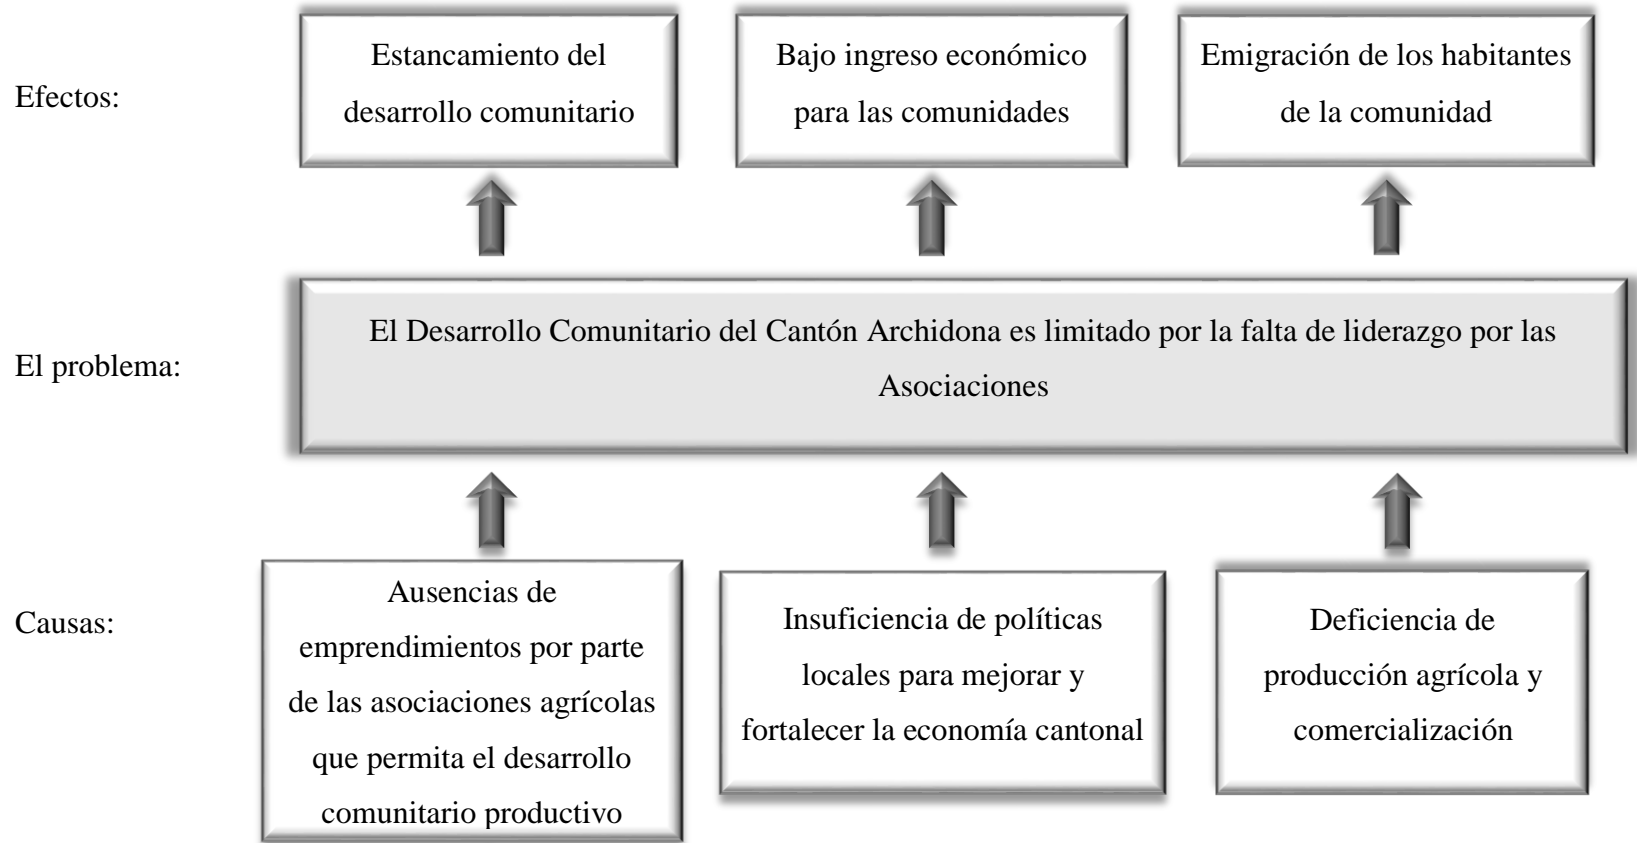 Efectos:
Estancamiento del
desarrollo comunitario
Bajo ingreso económico
para las comunidades
Emigración de los habitantes
de la comunidad
El problema:
El Desarrollo Comunitario del Cantón Archidona es limitado por la falta de liderazgo por las
Asociaciones
Causas:
Ausencias de
emprendimientos por parte
de las asociaciones agrícolas
que permita el desarrollo
comunitario productivo
Insuficiencia de políticas
locales para mejorar y
fortalecer la economía cantonal
Deficiencia de
producción agrícola y
comercialización